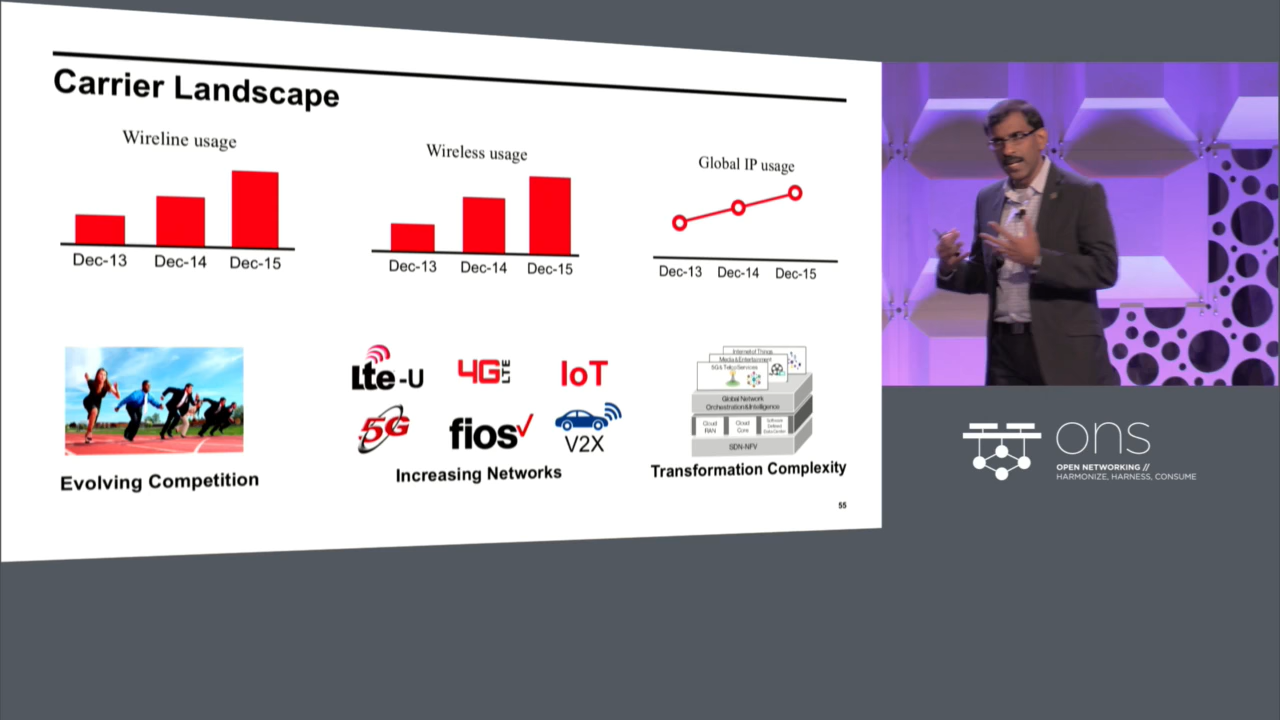 Carrier Landscape
Wireline usage
Dec-13 Dec-14 Dec-15
Wireless usage
Dec-13 Dec-14 Dec-15
Global IP usage
Dec-13 Dec-14 Dec-15
Evolving Competition
Lte-U
4G LTE
IoT
5G
fios
V2X
Increasing Networks
Internet of Things
Media & Entertainment
5G & Telco Services
Global Network
Orchestration & Intelligence
Cloud
RAN
Cloud
Core
Software
Defined
Data Center
SDN-NFV
Transformation Complexity
55
ons
OPEN NETWORKING //
HARMONIZE, HARNESS, CONSUME